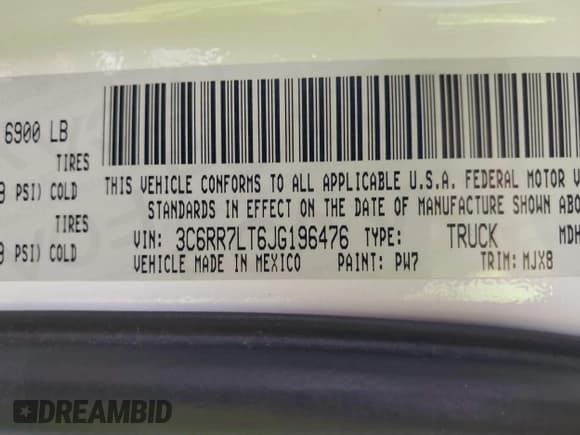 6900 LB
TIRES
PSI) COLD
THIS VEHICLE CONFORMS TO ALL APPLICABLE U.S.A. FEDERAL MOTOR
STANDARDS IN EFFECT ON THE DATE OF MANUFACTURE SHOWN ABO
TIRES
PSI) COLD
VIN: 3C6RR7LT6JG196476 TYPE: TRUCK MDH
VEHICLE MADE IN MEXICO PAINT: PW7 TRIM: MJX8
DREAMBID